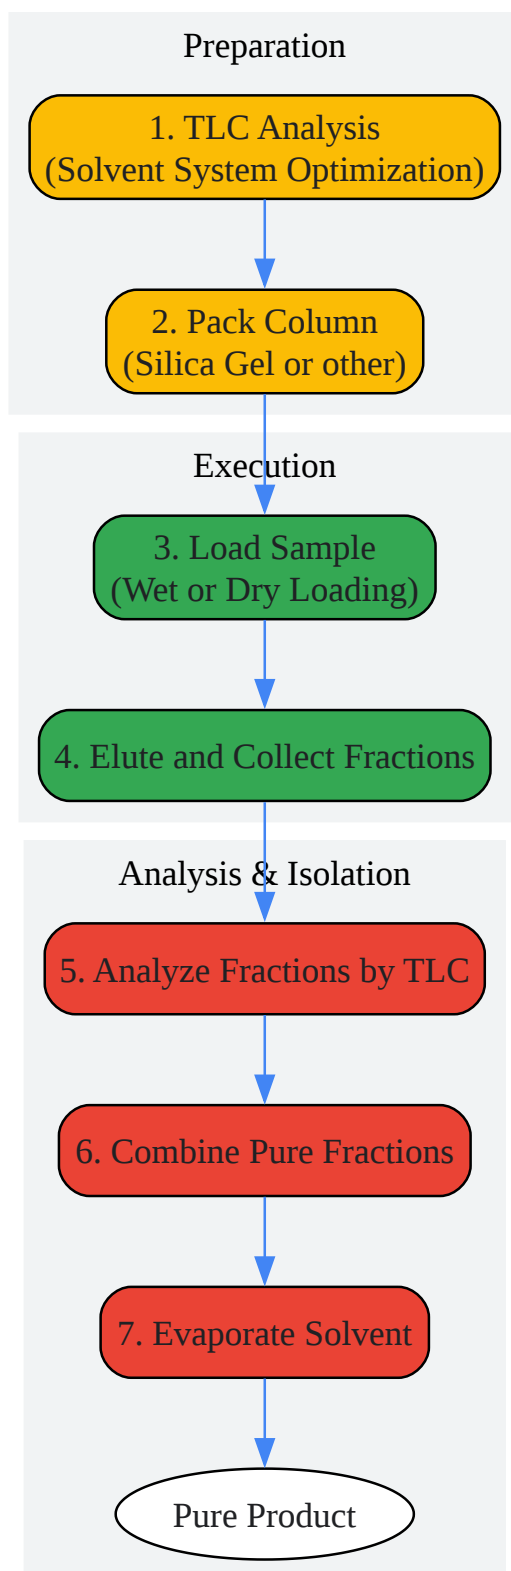 Preparation
1. TLC Analysis
(Solvent System Optimization)
2. Pack Column
(Silica Gel or other)
Execution
3. Load Sample
(Wet or Dry Loading)
4. Elute and Collect Fractions
Analysis & Isolation
5. Analyze Fractions by TLC
6. Combine Pure Fractions
7. Evaporate Solvent
Pure Product